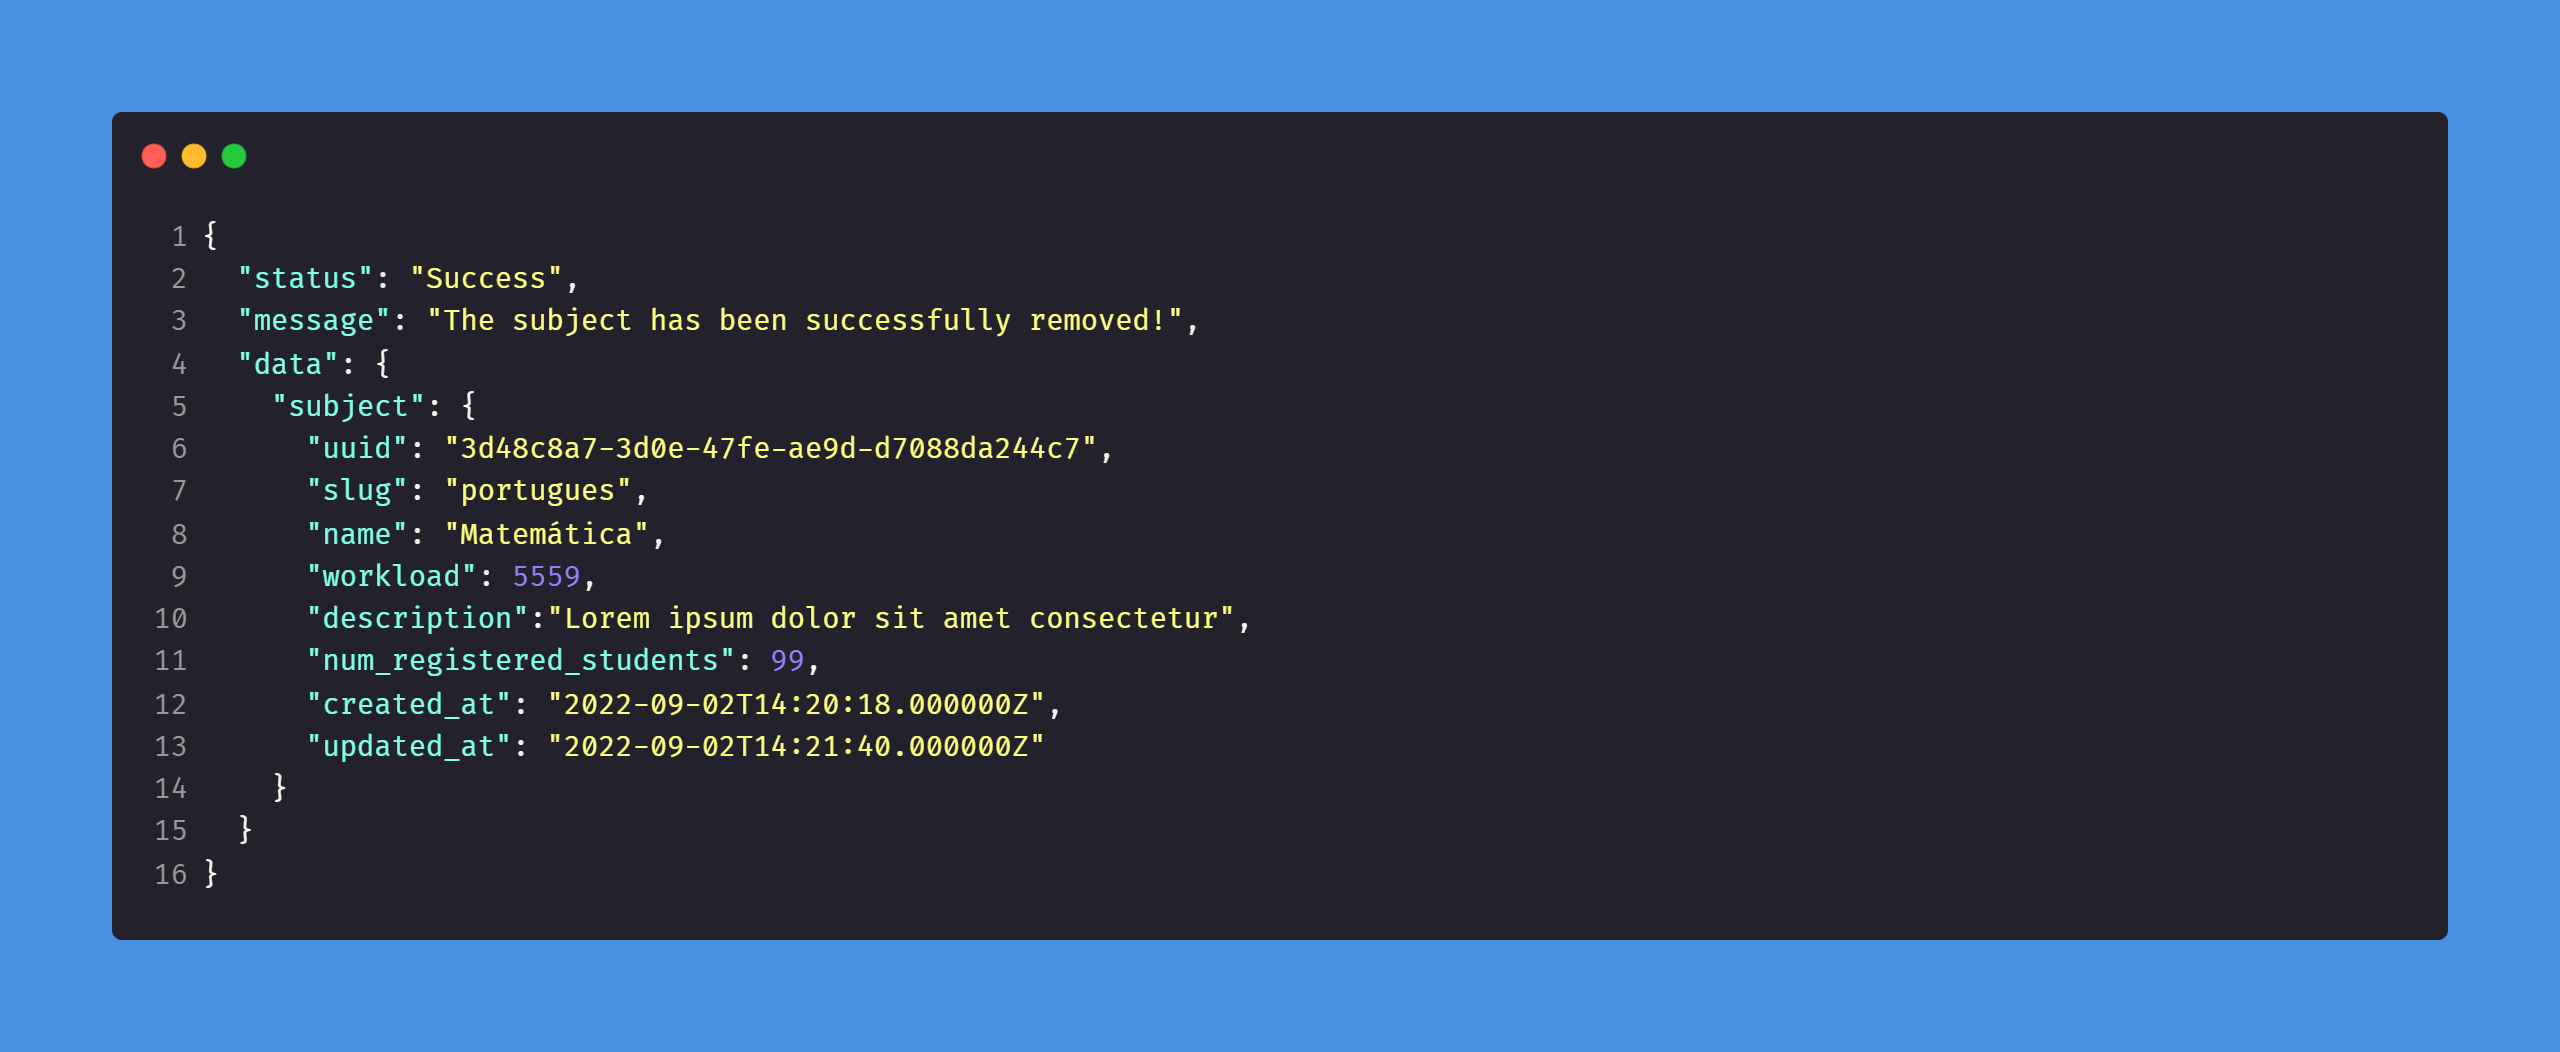 1 {
2   "status": "Success",
3   "message": "The subject has been successfully removed!",
4   "data": {
5     "subject": {
6       "uuid": "3d48c8a7-3d0e-47fe-ae9d-d7088da244c7",
7       "slug": "portugues",
8       "name": "Matemática",
9       "workload": 5559,
10       "description":"Lorem ipsum dolor sit amet consectetur",
11       "num_registered_students": 99,
12       "created_at": "2022-09-02T14:20:18.000000Z",
13       "updated_at": "2022-09-02T14:21:40.000000Z"
14     }
15   }
16 }